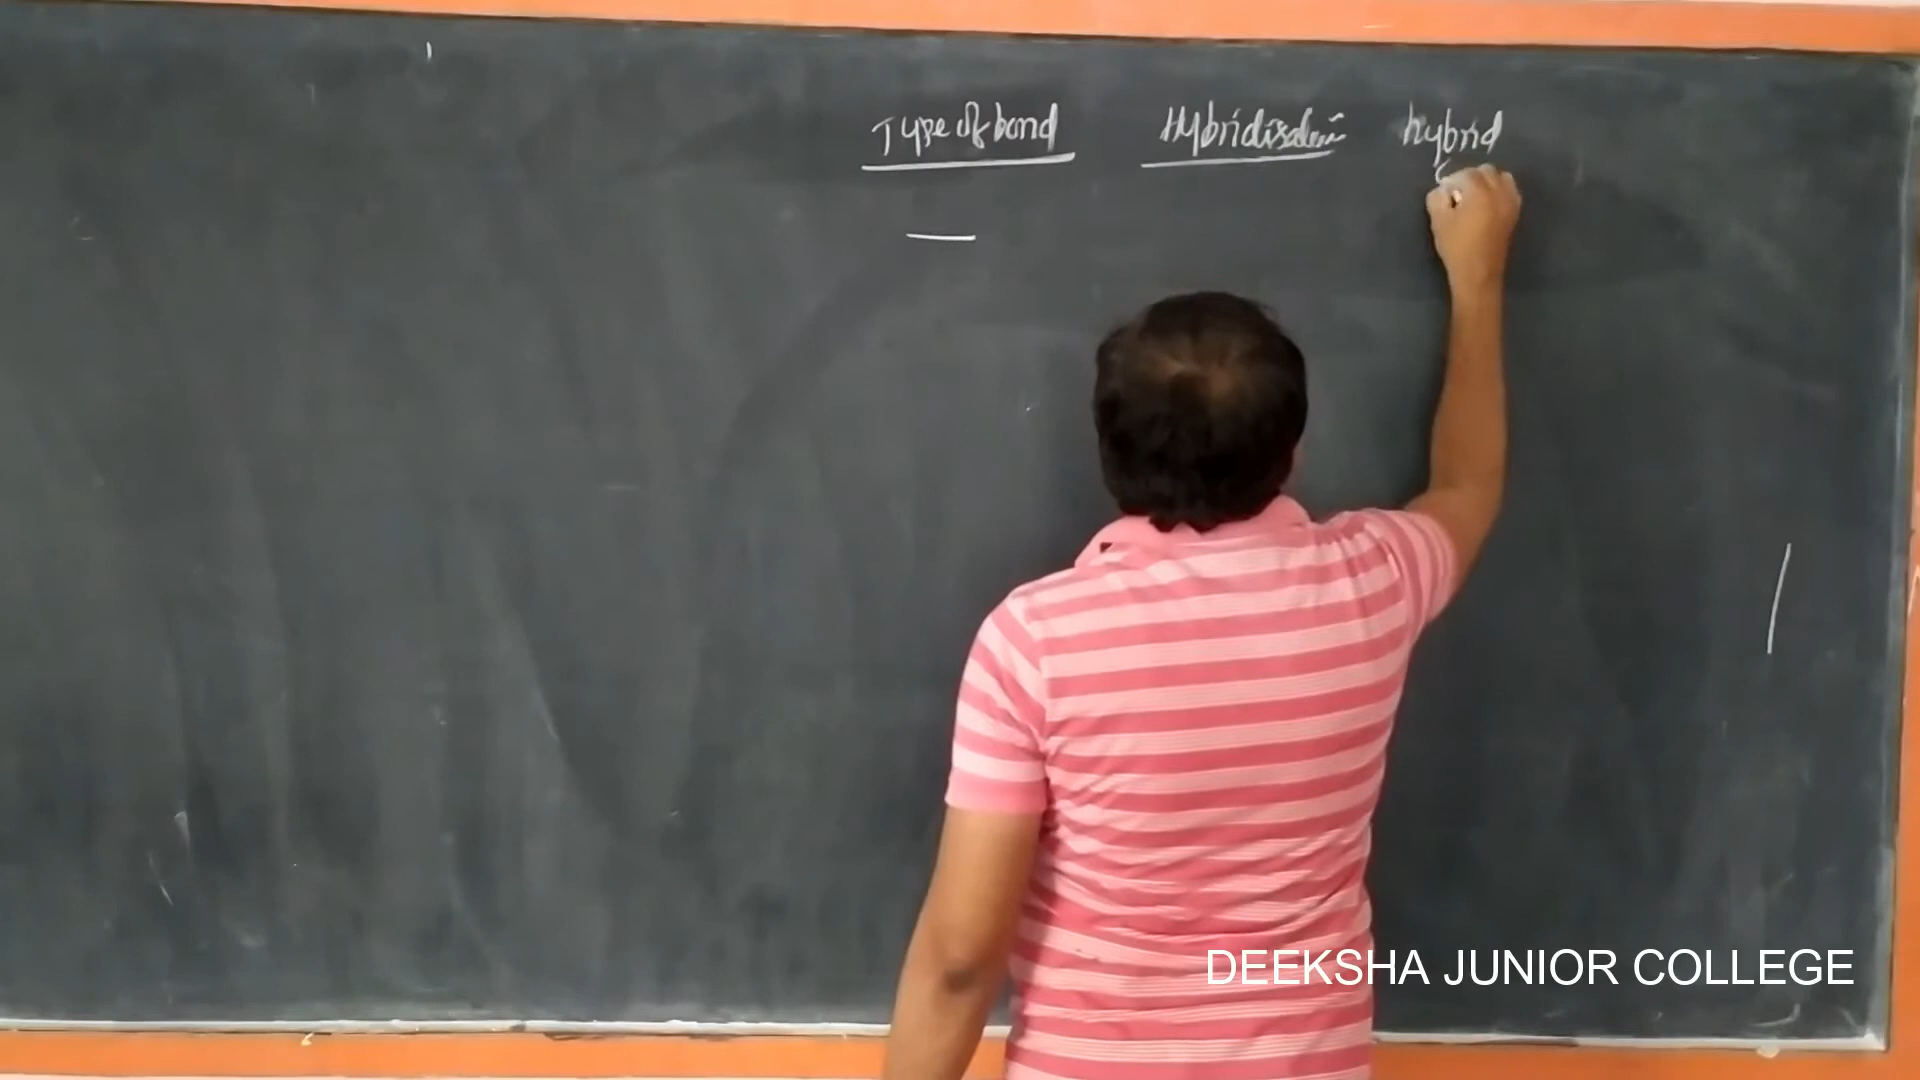 Type of bond Hybridisation hybrid
—
DEEKSHA JUNIOR COLLEGE